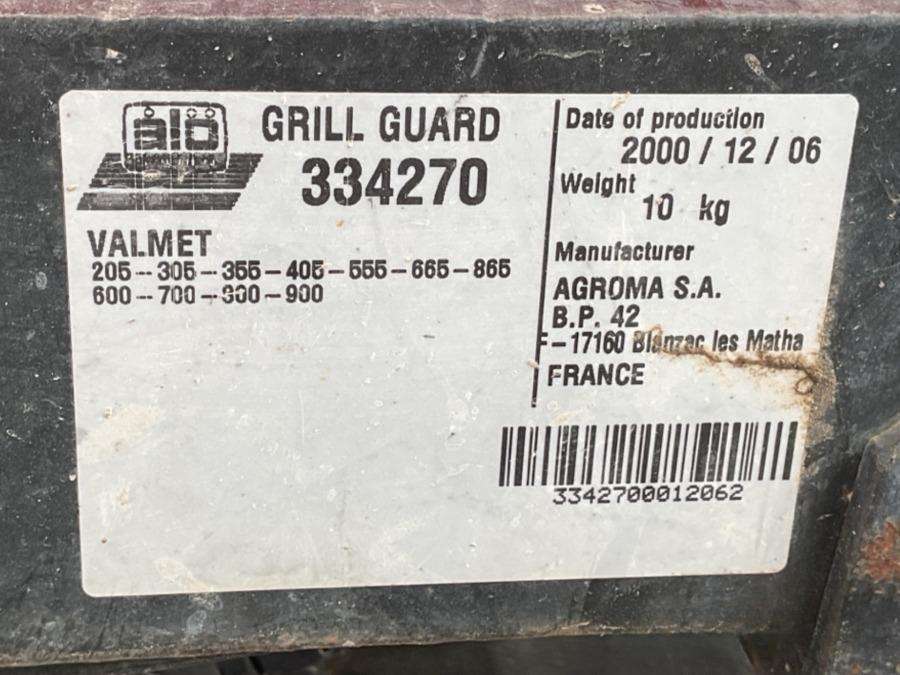 alo
GRILL GUARD
334270
VALMET
205-305-355-405-555-665-865
600-700-800-900
Date of production
2000 / 12 / 06
Weight
10 kg
Manufacturer
AGROMA S.A.
B.P. 42
F-17160 Blanzac les Matha
FRANCE
3342700012062